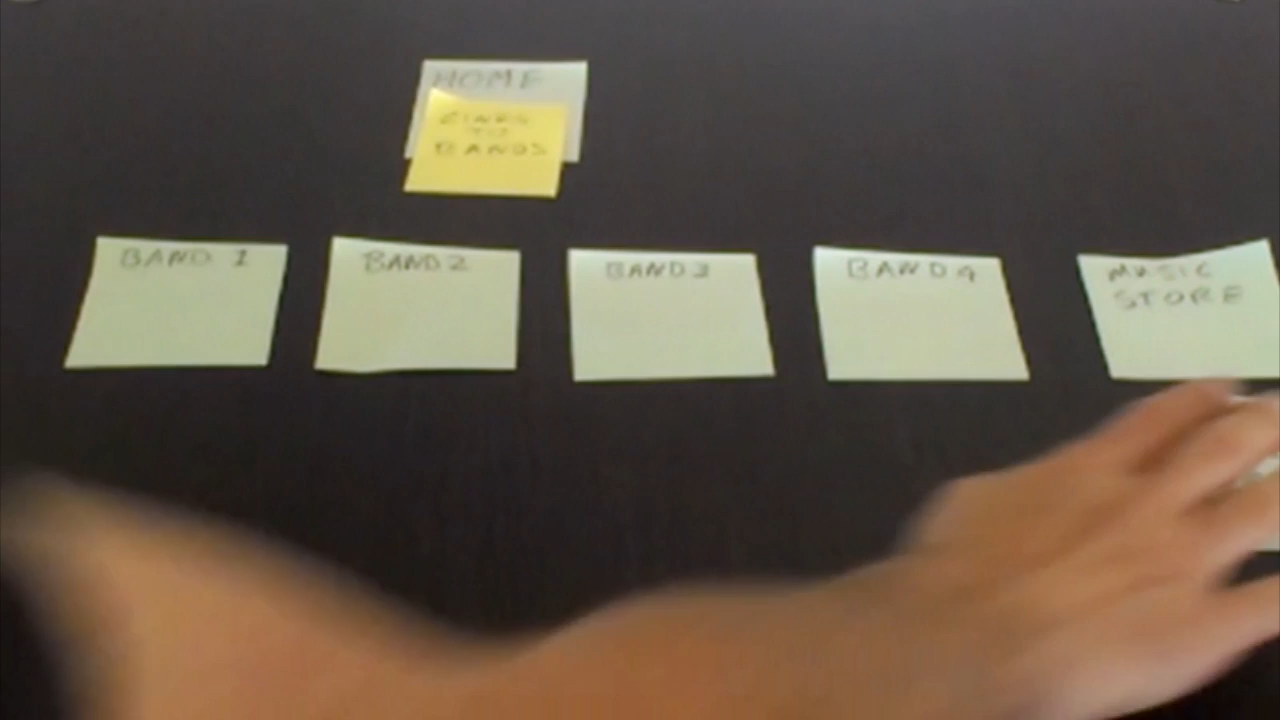 HOME
LINKS
TO
BANDS
BAND 1
BAND 2
BAND 3
BAND 4
MUSIC
STORE